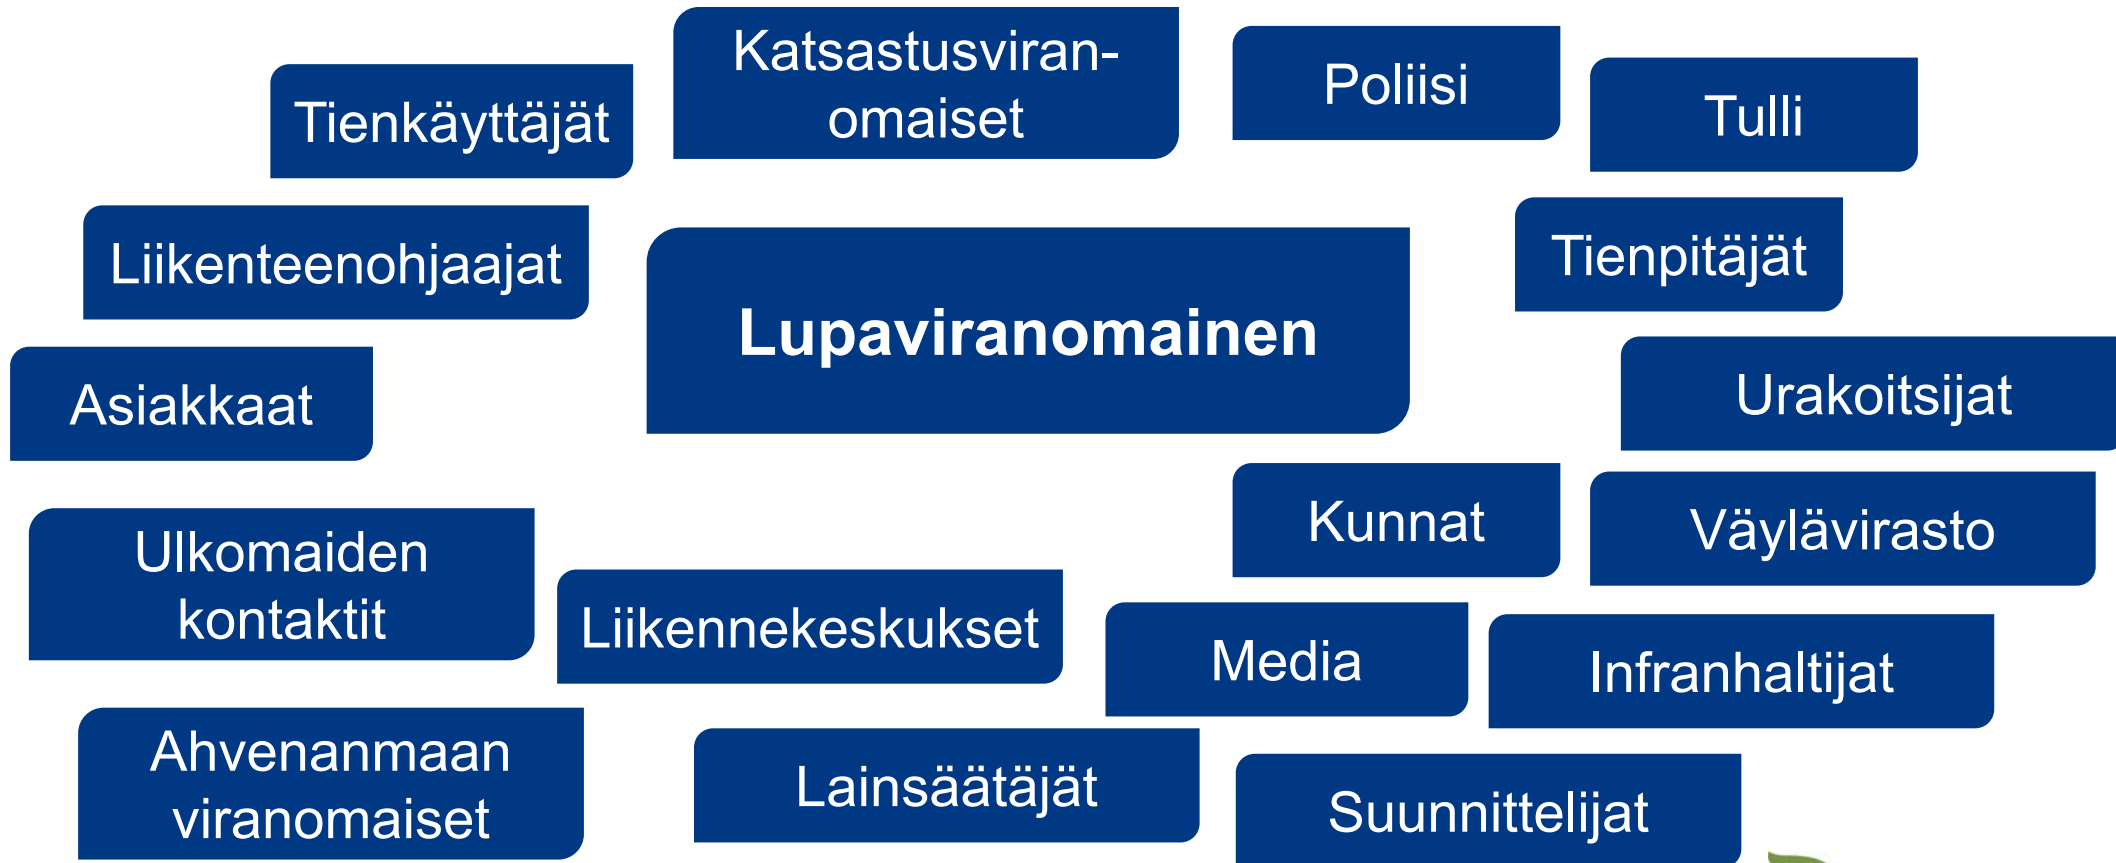 Katsastusviran-
omaiset
Poliisi
Tulli
Tienkäyttäjät
Liikenteenohjaajat
Tienpitäjät
Lupaviranomainen
Asiakkaat
Urakoitsijat
Kunnat
Väylävirasto
Ulkomaiden
kontaktit
Liikennekeskukset
Media
Infranhaltijat
Ahvenanmaan
viranomaiset
Lainsäätäjät
Suunnittelijat